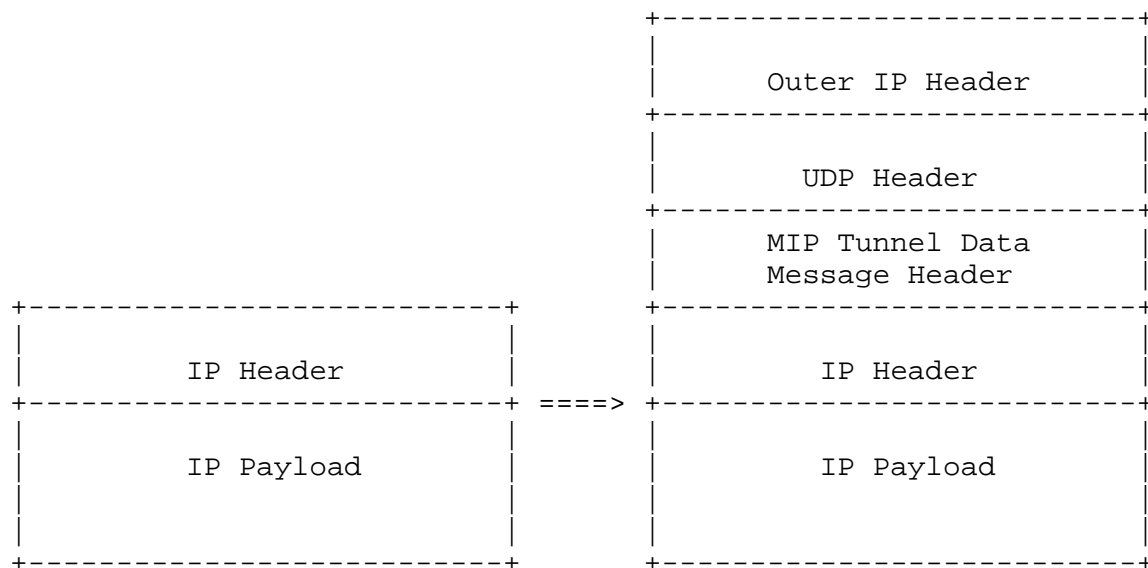 Outer IP Header
UDP Header
MIP Tunnel Data
Message Header
IP Header IP Header
====>
IP Payload IP Payload